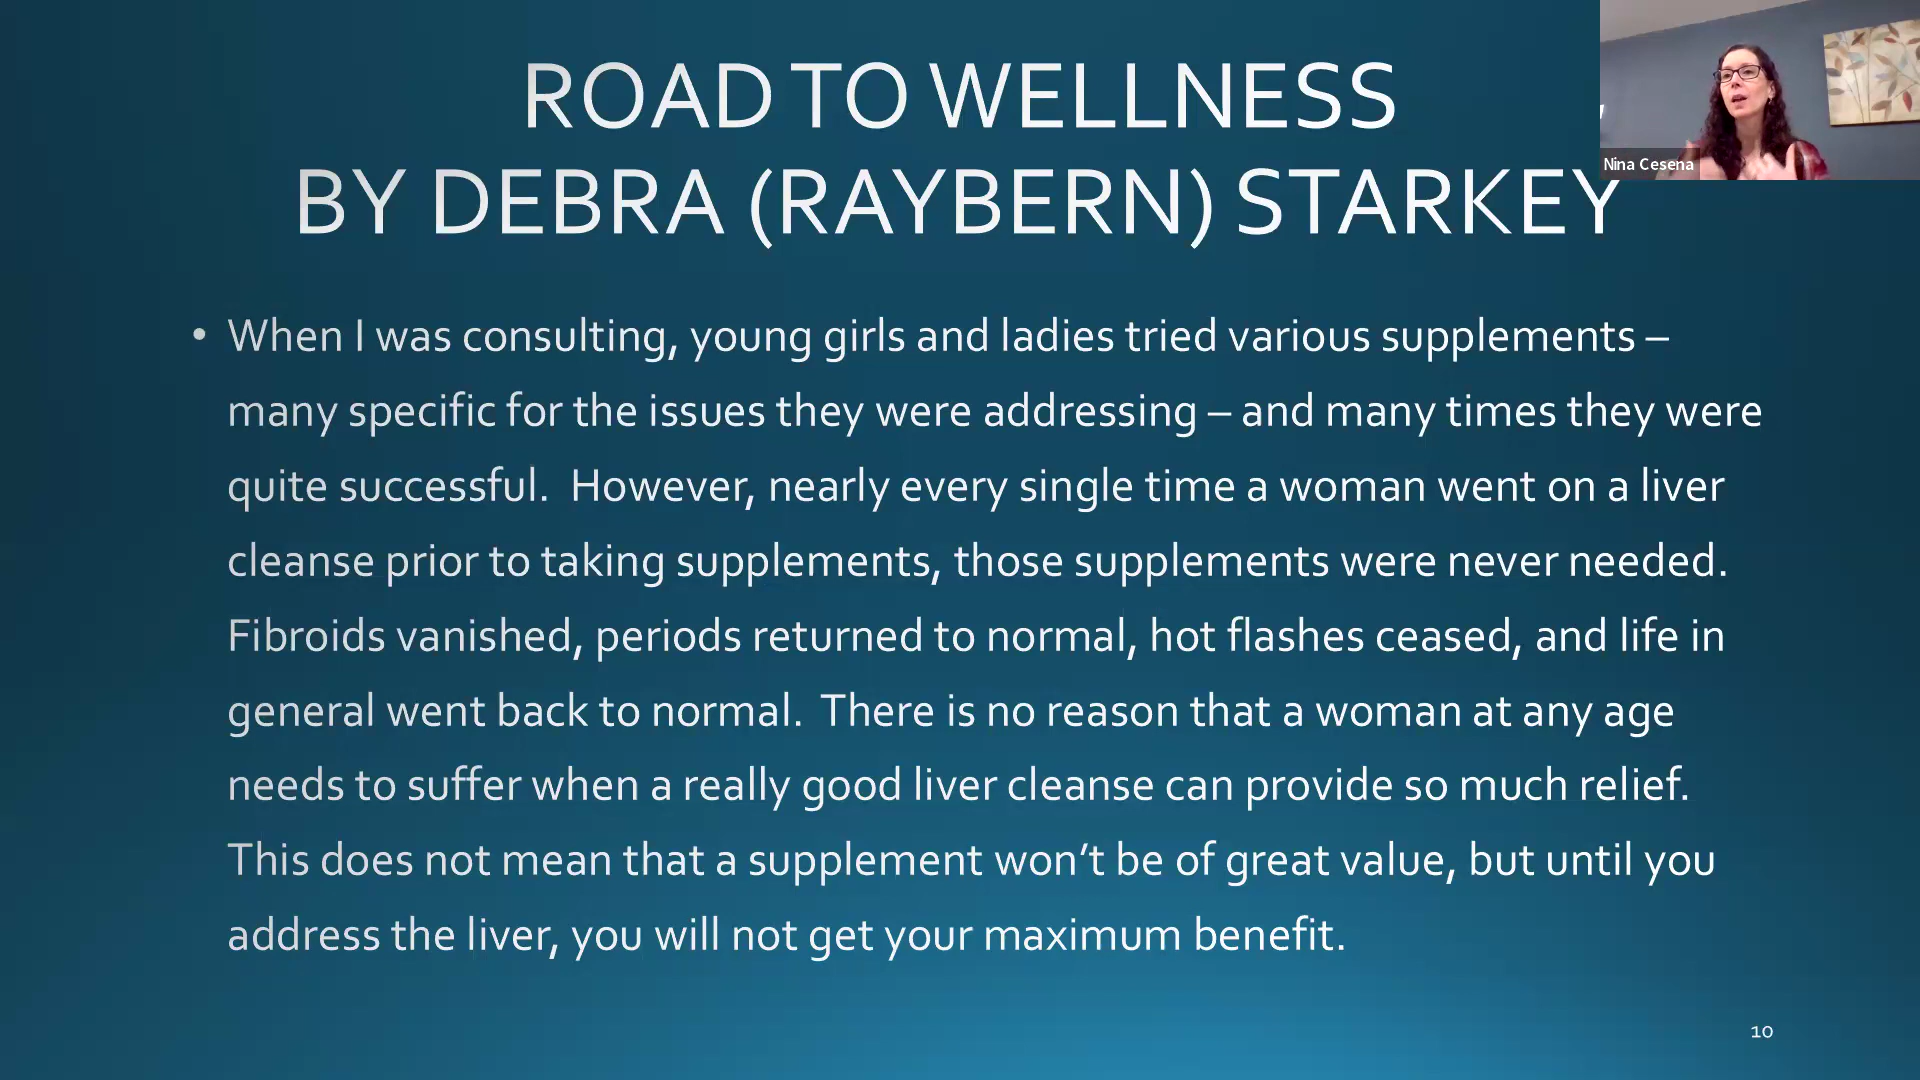 ROAD TO WELLNESS
BY DEBRA (RAYBERN) STARKEY
Nina Cesena
• When I was consulting, young girls and ladies tried various supplements –
many specific for the issues they were addressing – and many times they were
quite successful.  However, nearly every single time a woman went on a liver
cleanse prior to taking supplements, those supplements were never needed.
Fibroids vanished, periods returned to normal, hot flashes ceased, and life in
general went back to normal.  There is no reason that a woman at any age
needs to suffer when a really good liver cleanse can provide so much relief.
This does not mean that a supplement won’t be of great value, but until you
address the liver, you will not get your maximum benefit.
10